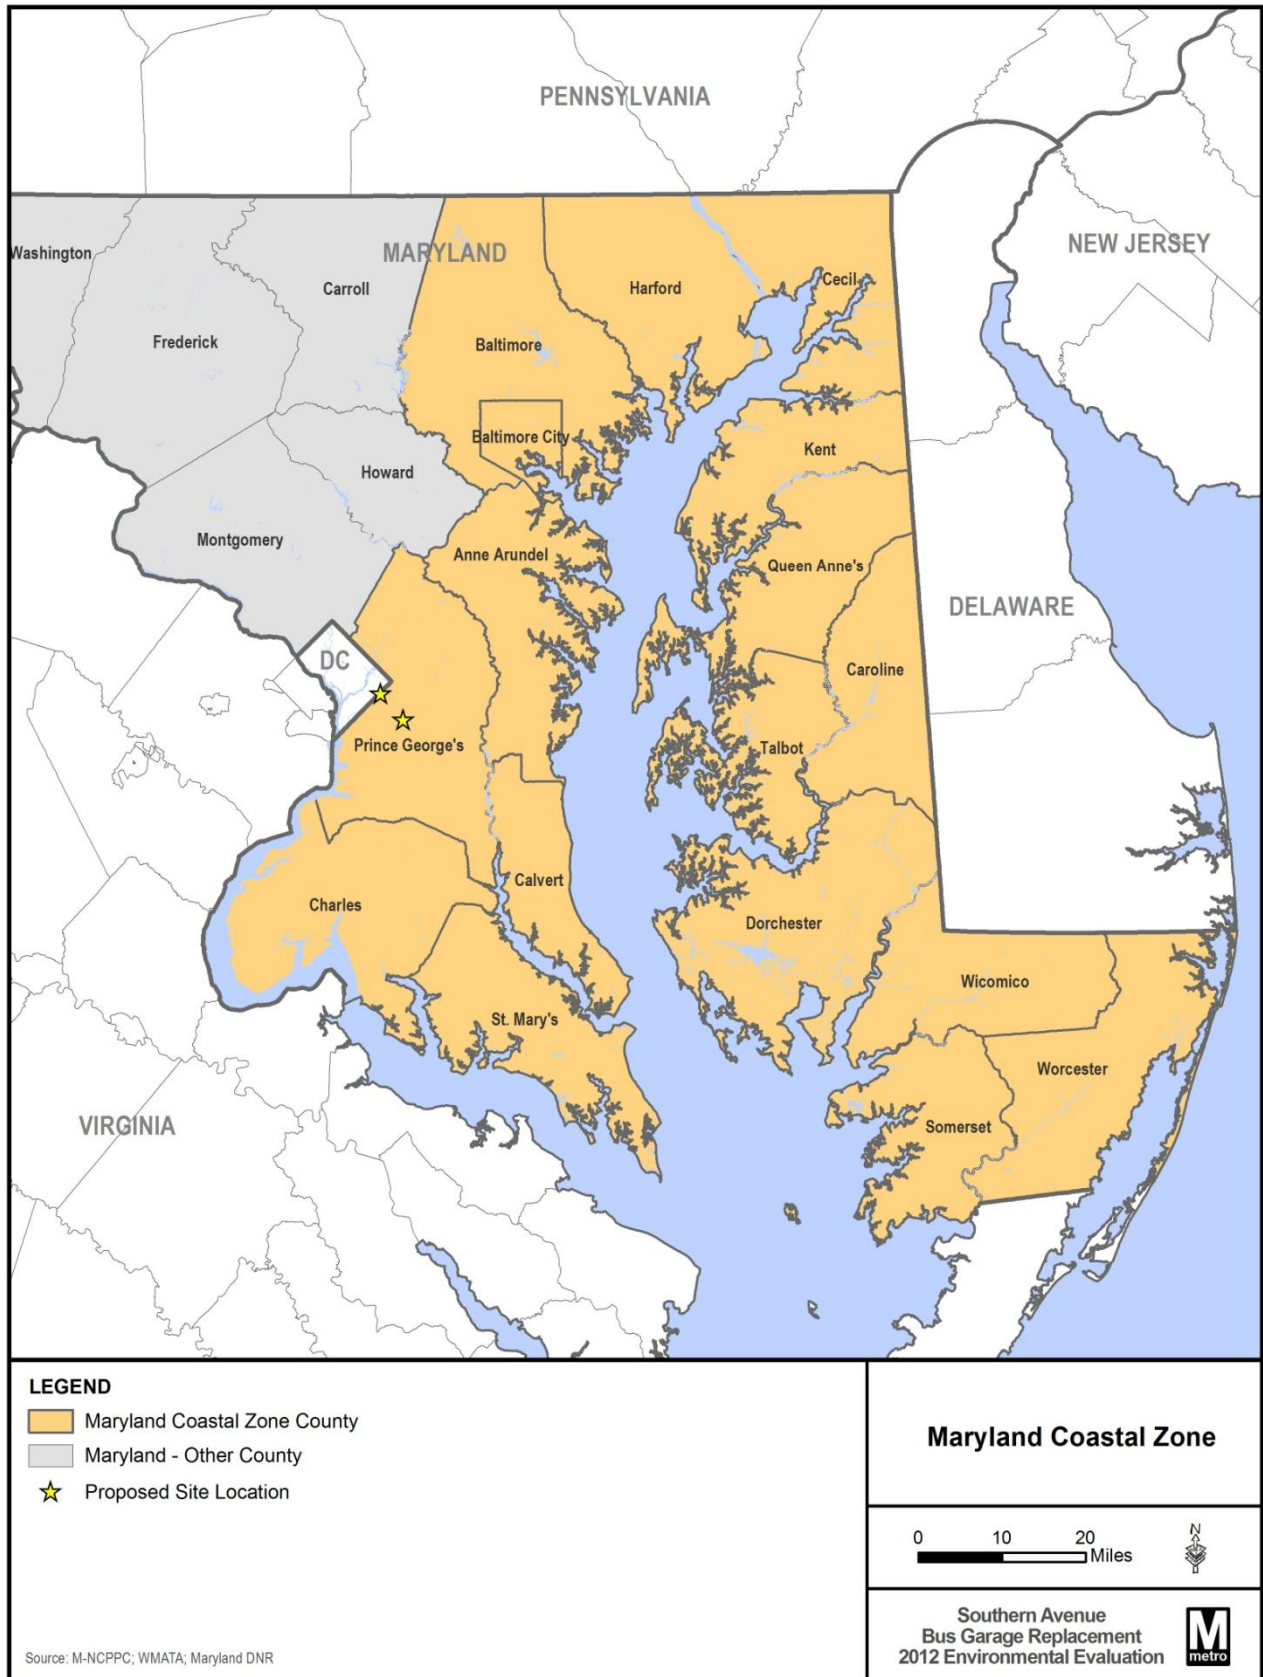 PENNSYLVANIA
NEW JERSEY
MARYLAND
Washington
Carroll
Harford
Cecil
Frederick
Baltimore
Baltimore City
Kent
Howard
Montgomery
Anne Arundel
Queen Anne's
DELAWARE
DC
Caroline
Prince George's
Talbot
Calvert
Charles
Dorchester
Wicomico
St. Mary's
Worcester
VIRGINIA
Somerset
LEGEND
Maryland Coastal Zone County
Maryland - Other County
Proposed Site Location
Source: M-NCPPC; WMATA; Maryland DNR
Maryland Coastal Zone
0 10 20
Miles
N
Southern Avenue
Bus Garage Replacement
2012 Environmental Evaluation
M
metro